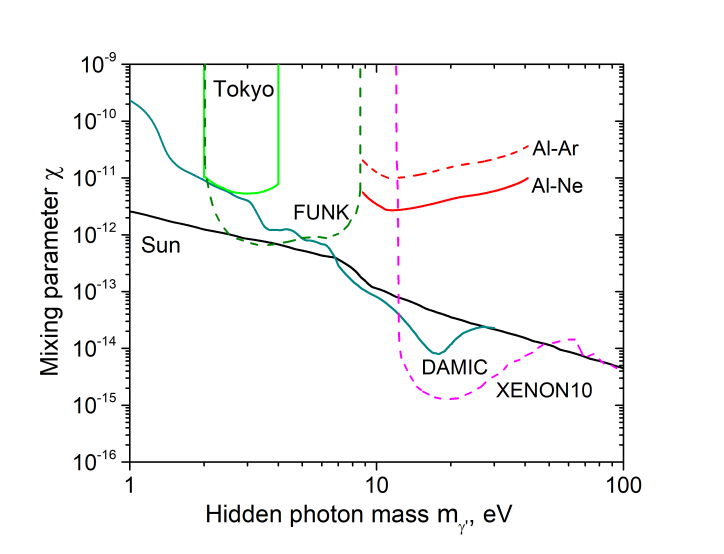 10⁻⁹
10⁻¹⁰
10⁻¹¹
10⁻¹²
10⁻¹³
10⁻¹⁴
10⁻¹⁵
10⁻¹⁶
Mixing parameter χ
Tokyo
Al-Ar
Al-Ne
FUNK
Sun
DAMIC
XENON10
1
10
100
Hidden photon mass mᵧ', eV